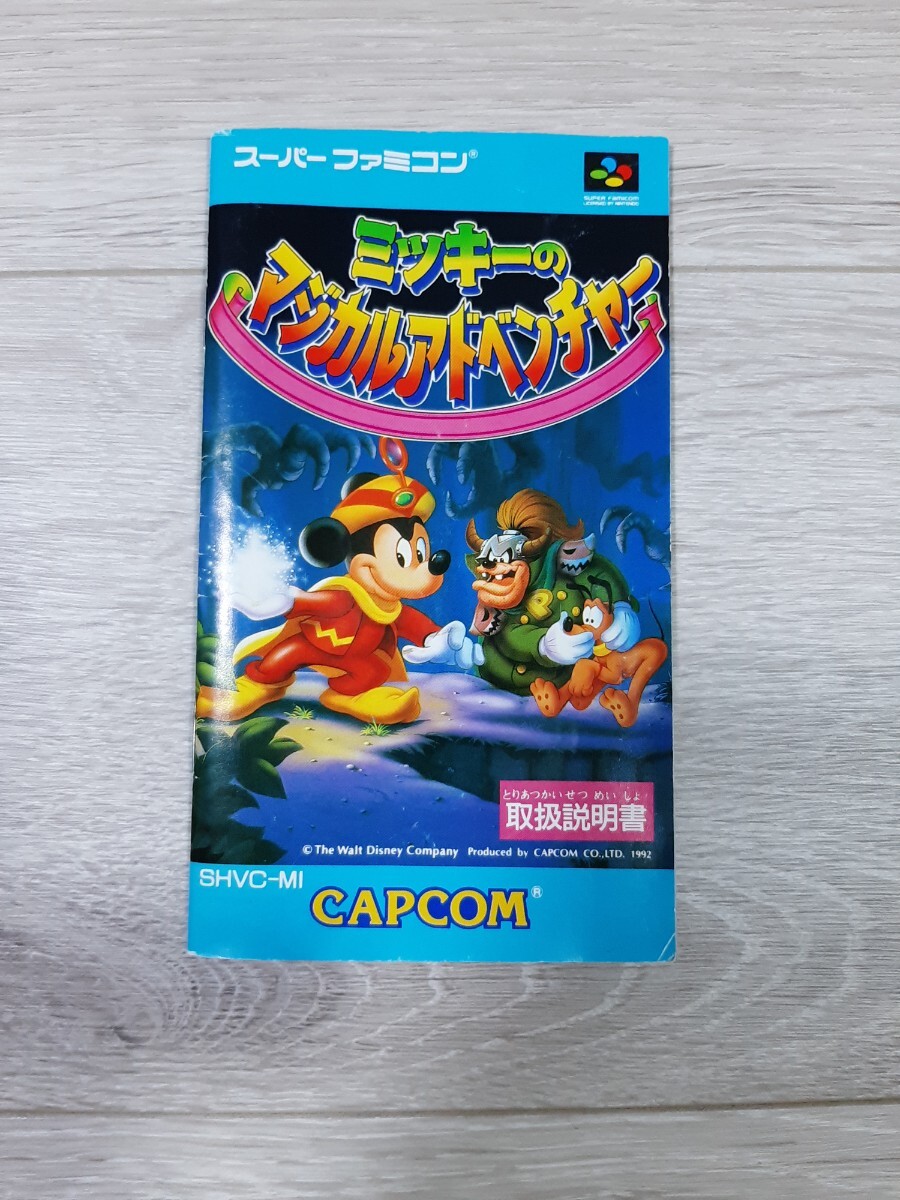 スーパーファミコン®
SUPER FAMICOM
LICENSED BY NINTENDO
ミッキーの
マジカルアドベンチャー
とりあつかいせつめいしょ
取扱説明書
© The Walt Disney Company Produced by CAPCOM CO.,LTD. 1992
SHVC-MI
CAPCOM®